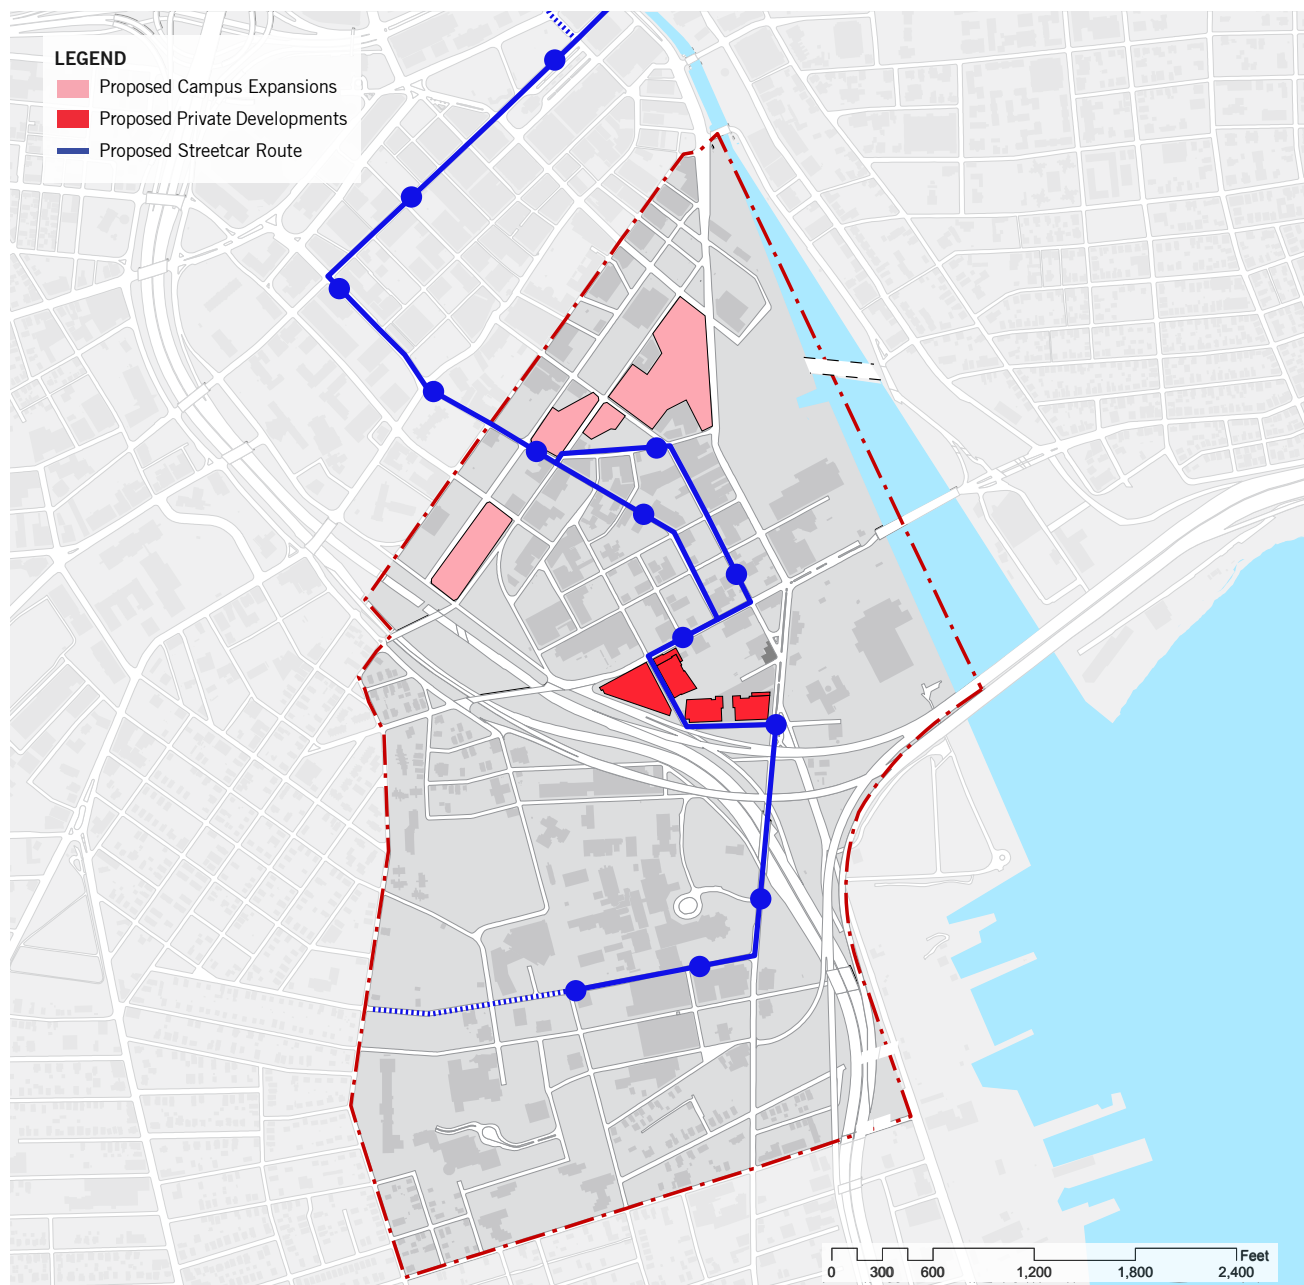 LEGEND
Proposed Campus Expansions
Proposed Private Developments
Proposed Streetcar Route
Feet
0 300 600 1,200 1,800 2,400